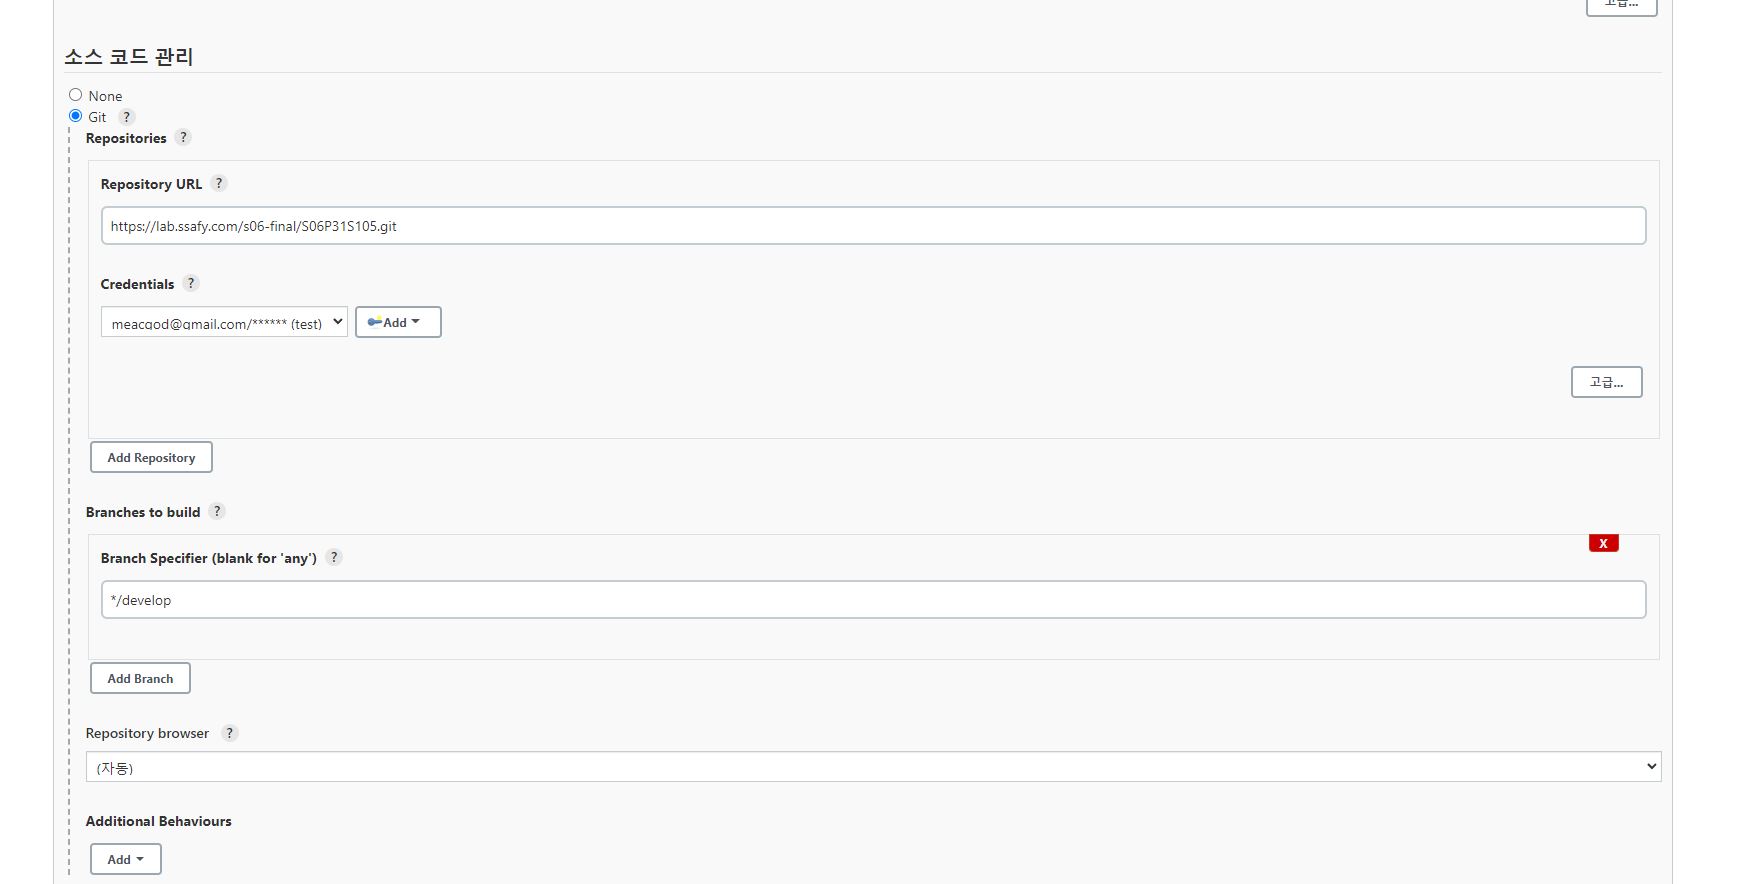 고급...
소스 코드 관리
None
Git ?
Repositories ?
Repository URL ?
https://lab.ssafy.com/s06-final/S06P31S105.git
Credentials ?
meacgod@gmail.com/****** (test) Add
고급...
Add Repository
Branches to build ?
X
Branch Specifier (blank for 'any') ?
*/develop
Add Branch
Repository browser ?
(자동)
Additional Behaviours
Add